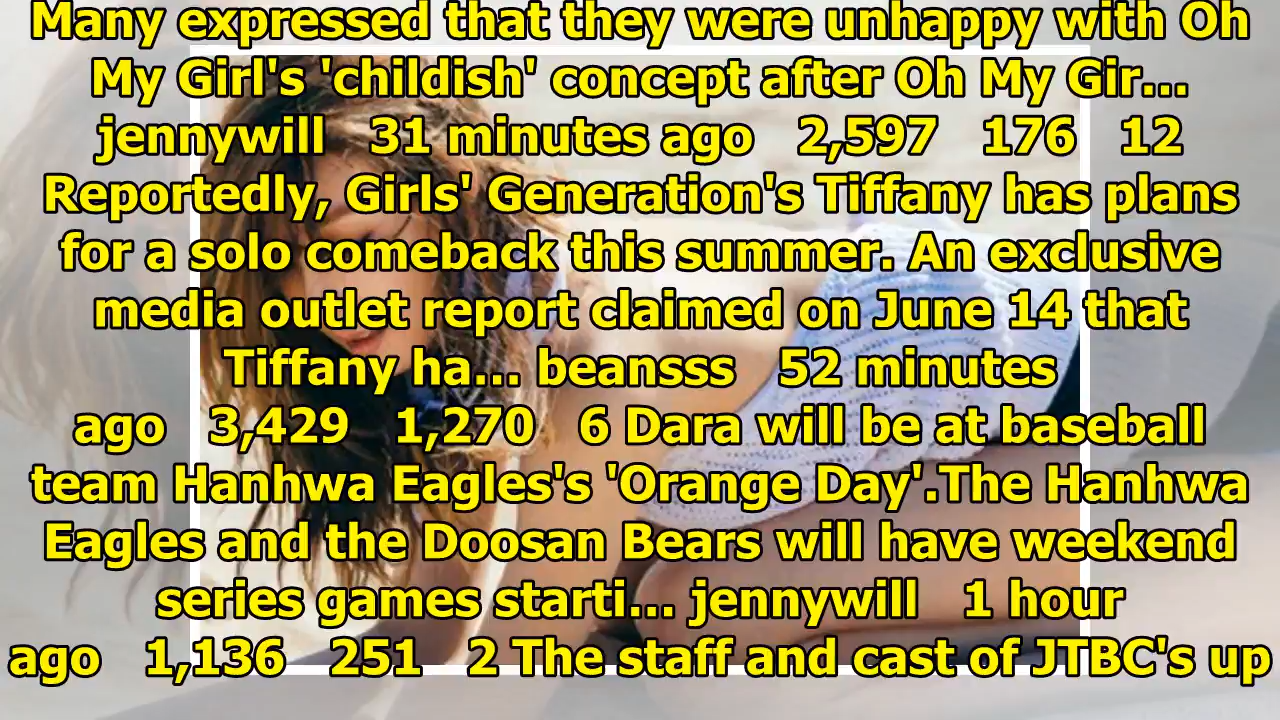 Many expressed that they were unhappy with Oh
My Girl's 'childish' concept after Oh My Gir...
jennywill 31 minutes ago 2,597 176 12
Reportedly, Girls' Generation's Tiffany has plans
for a solo comeback this summer. An exclusive
media outlet report claimed on June 14 that
Tiffany ha... beansss 52 minutes
ago 3,429 1,270 6 Dara will be at baseball
team Hanhwa Eagles's 'Orange Day'.The Hanhwa
Eagles and the Doosan Bears will have weekend
series games starti... jennywill 1 hour
ago 1,136 251 2 The staff and cast of JTBC's up